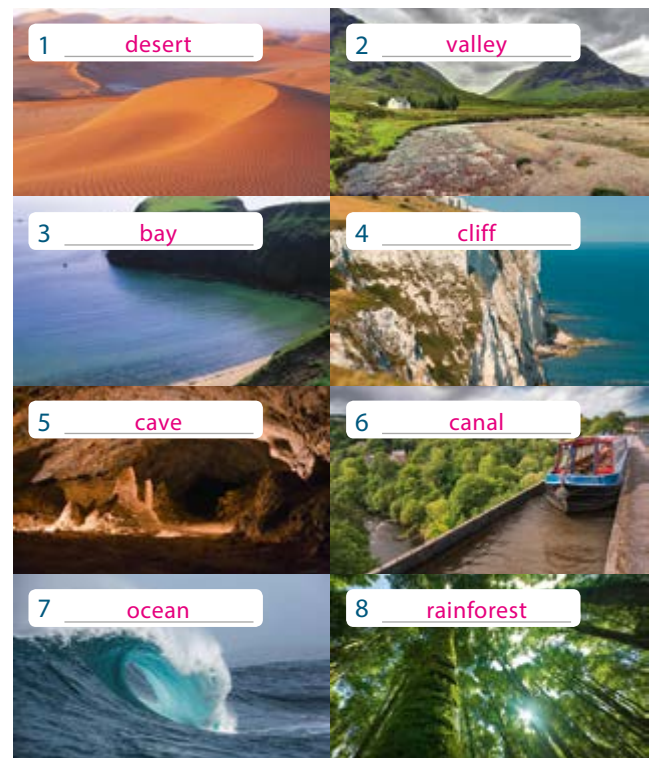 1 desert
2 valley
3 bay
4 cliff
5 cave
6 canal
7 ocean
8 rainforest